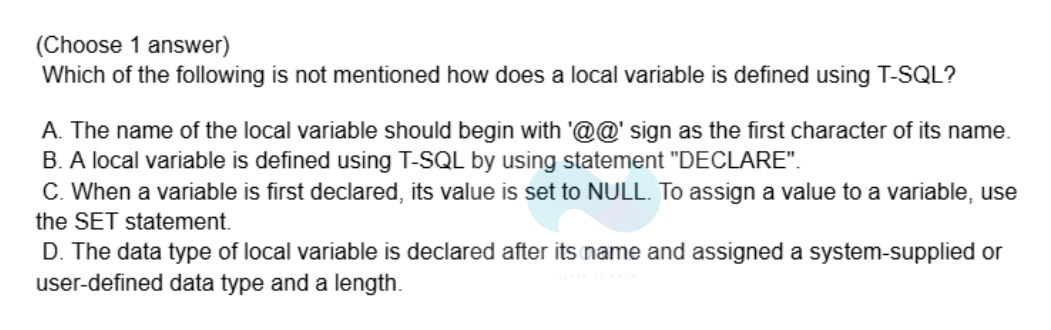 (Choose 1 answer)
Which of the following is not mentioned how does a local variable is defined using T-SQL?
A. The name of the local variable should begin with '@@' sign as the first character of its name.
B. A local variable is defined using T-SQL by using statement "DECLARE".
C. When a variable is first declared, its value is set to NULL. To assign a value to a variable, use
the SET statement.
D. The data type of local variable is declared after its name and assigned a system-supplied or
user-defined data type and a length.
LEARN TO KNOW